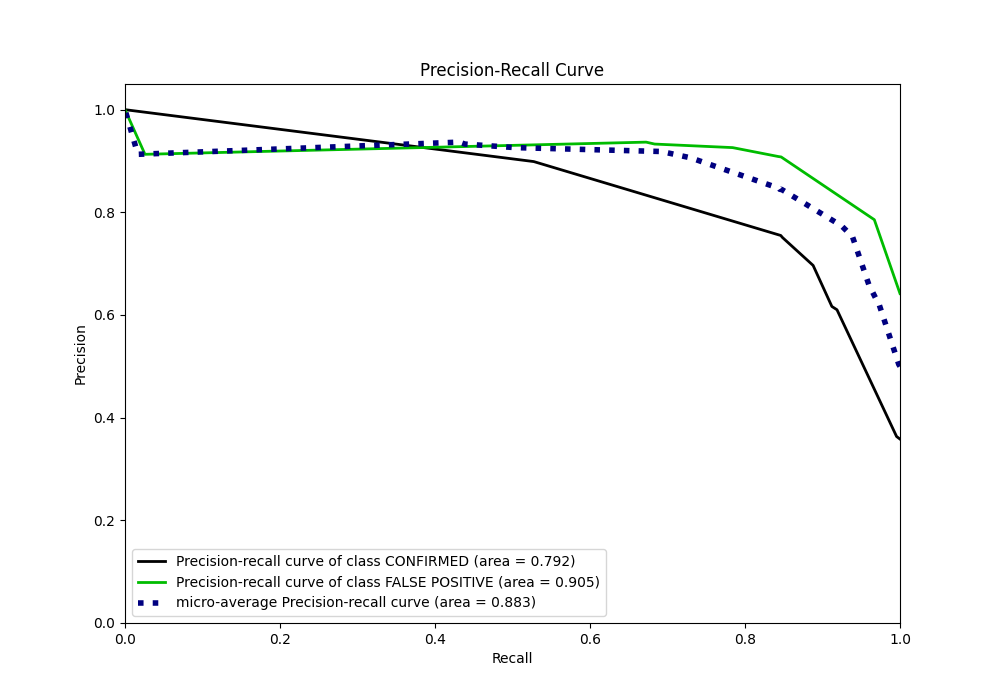 Precision-Recall Curve
1.0
0.8
0.6
0.4
0.2
0.0
Precision
Precision-recall curve of class CONFIRMED (area = 0.792)
Precision-recall curve of class FALSE POSITIVE (area = 0.905)
micro-average Precision-recall curve (area = 0.883)
0.0 0.2 0.4 0.6 0.8 1.0
Recall